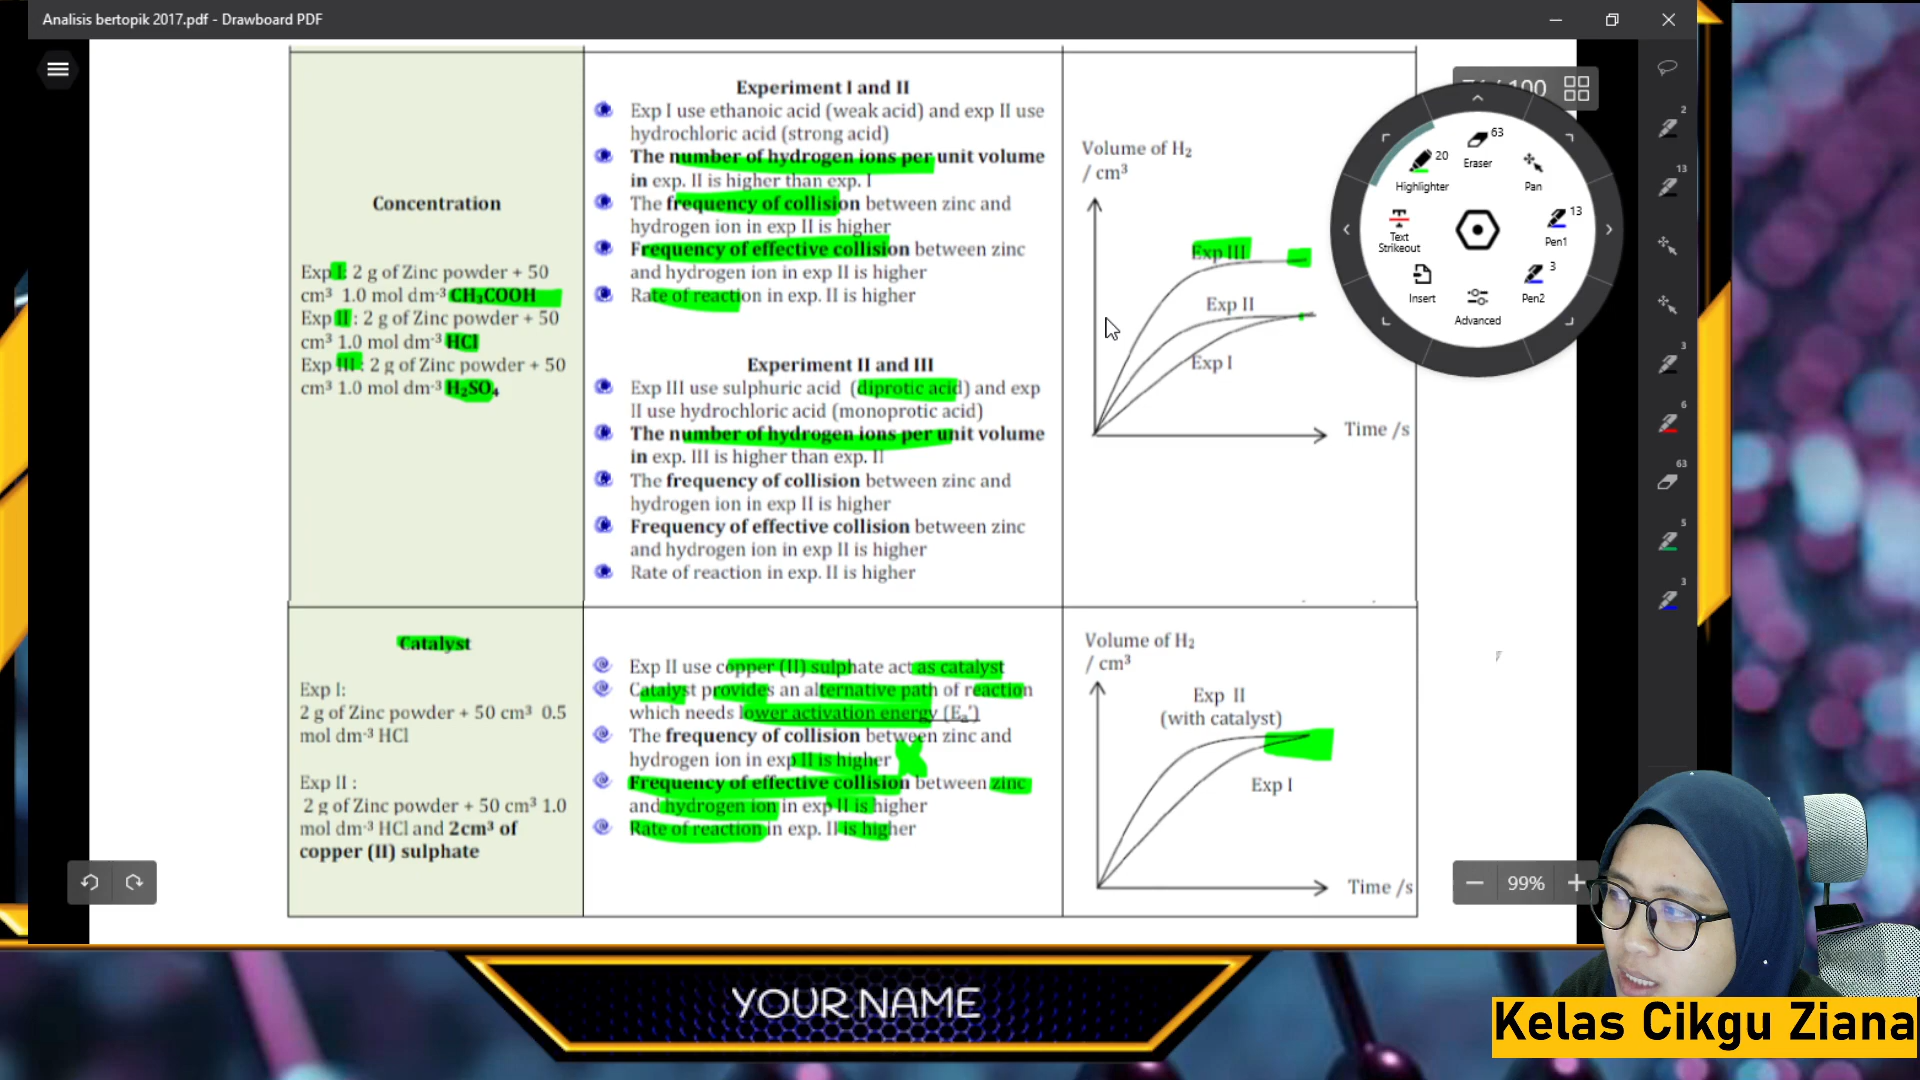 Analisis bertopik 2017.pdf - Drawboard PDF
Concentration
Exp I: 2 g of Zinc powder + 50
cm³ 1.0 mol dm⁻³ CH₃COOH
Exp II : 2 g of Zinc powder + 50
cm³ 1.0 mol dm⁻³ HCl
Exp III : 2 g of Zinc powder + 50
cm³ 1.0 mol dm⁻³ H₂SO₄
Experiment I and II
Exp I use ethanoic acid (weak acid) and exp II use
hydrochloric acid (strong acid)
The number of hydrogen ions per unit volume
in exp. II is higher than exp. I
The frequency of collision between zinc and
hydrogen ion in exp II is higher
Frequency of effective collision between zinc
and hydrogen ion in exp II is higher
Rate of reaction in exp. II is higher
Experiment II and III
Exp III use sulphuric acid (diprotic acid) and exp
II use hydrochloric acid (monoprotic acid)
The number of hydrogen ions per unit volume
in exp. III is higher than exp. II
The frequency of collision between zinc and
hydrogen ion in exp II is higher
Frequency of effective collision between zinc
and hydrogen ion in exp II is higher
Rate of reaction in exp. II is higher
Volume of H₂
/ cm³
Exp III
Exp II
Exp I
Time /s
Catalyst
Exp I:
2 g of Zinc powder + 50 cm³ 0.5
mol dm⁻³ HCl
Exp II :
2 g of Zinc powder + 50 cm³ 1.0
mol dm⁻³ HCl and 2cm³ of
copper (II) sulphate
Exp II use copper (II) sulphate act as catalyst
Catalyst provides an alternative path of reaction
which needs lower activation energy (Eₐ')
The frequency of collision between zinc and
hydrogen ion in exp II is higher
Frequency of effective collision between zinc
and hydrogen ion in exp II is higher
Rate of reaction in exp. II is higher
Volume of H₂
/ cm³
Exp II
(with catalyst)
Exp I
Time /s
/ 100
63
Eraser
20
Highlighter
Pan
Text
Strikeout
13
Pen1
3
Pen2
Insert
Advanced
2
13
3
6
63
5
3
99%
YOUR NAME
Kelas Cikgu Ziana